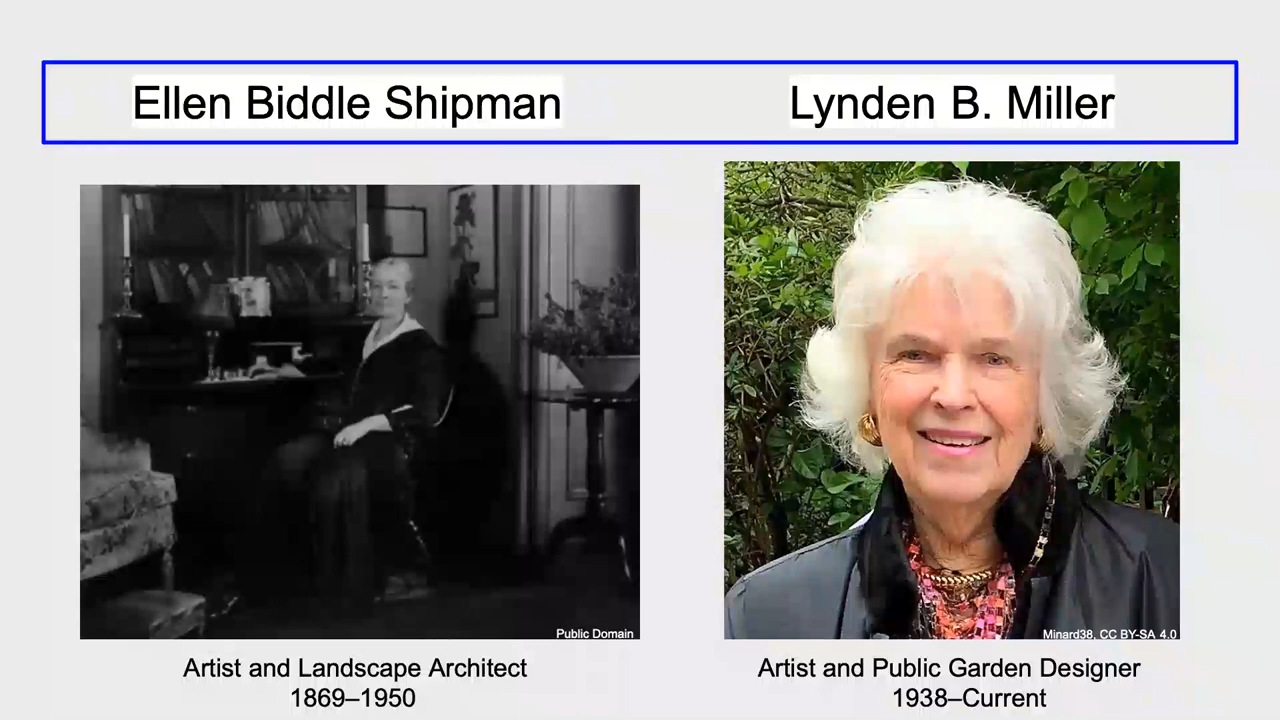 Ellen Biddle Shipman
Lynden B. Miller
Public Domain
Minard38, CC BY-SA 4.0
Artist and Landscape Architect
1869–1950
Artist and Public Garden Designer
1938–Current